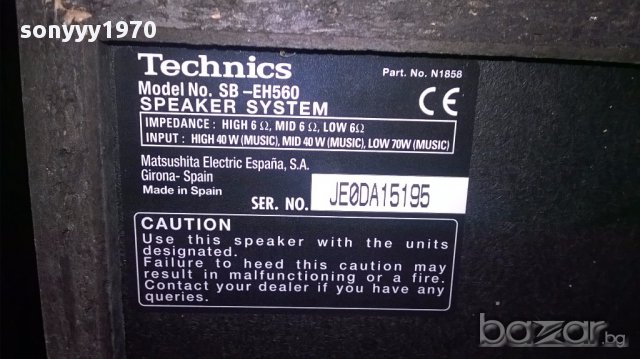 sonyyy1970
Technics
Part. No. N1858
Model No. SB-EH560
SPEAKER SYSTEM
IMPEDANCE: HIGH 6 Ω, MID 6 Ω, LOW 6Ω
INPUT: HIGH 40 W (MUSIC), MID 40 W (MUSIC), LOW 70W (MUSIC)
CE
Matsushita Electric España, S.A.
Girona- Spain
Made in Spain
SER. NO. JE0DA15195
CAUTION
Use this speaker with the units
designated.
Failure to heed this caution may
result in malfunctioning or a fire.
Contact your dealer if you have any
queries.
bazar.bg